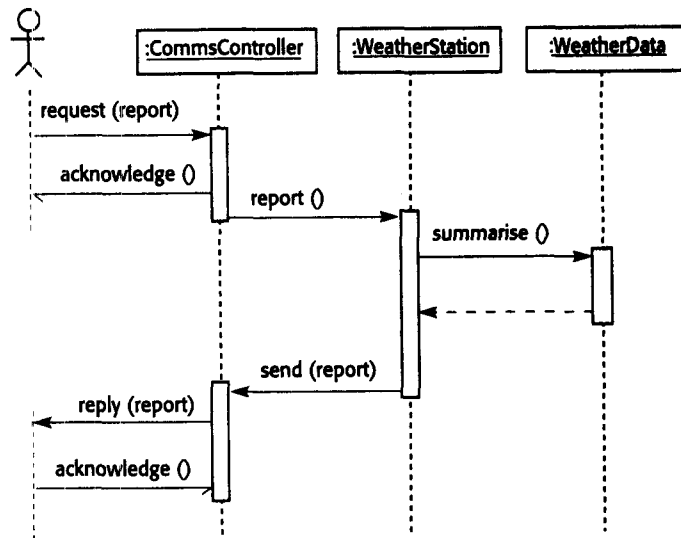 :CommsController
:WeatherStation
:WeatherData
request (report)
acknowledge ()
report ()
summarise ()
send (report)
reply (report)
acknowledge ()